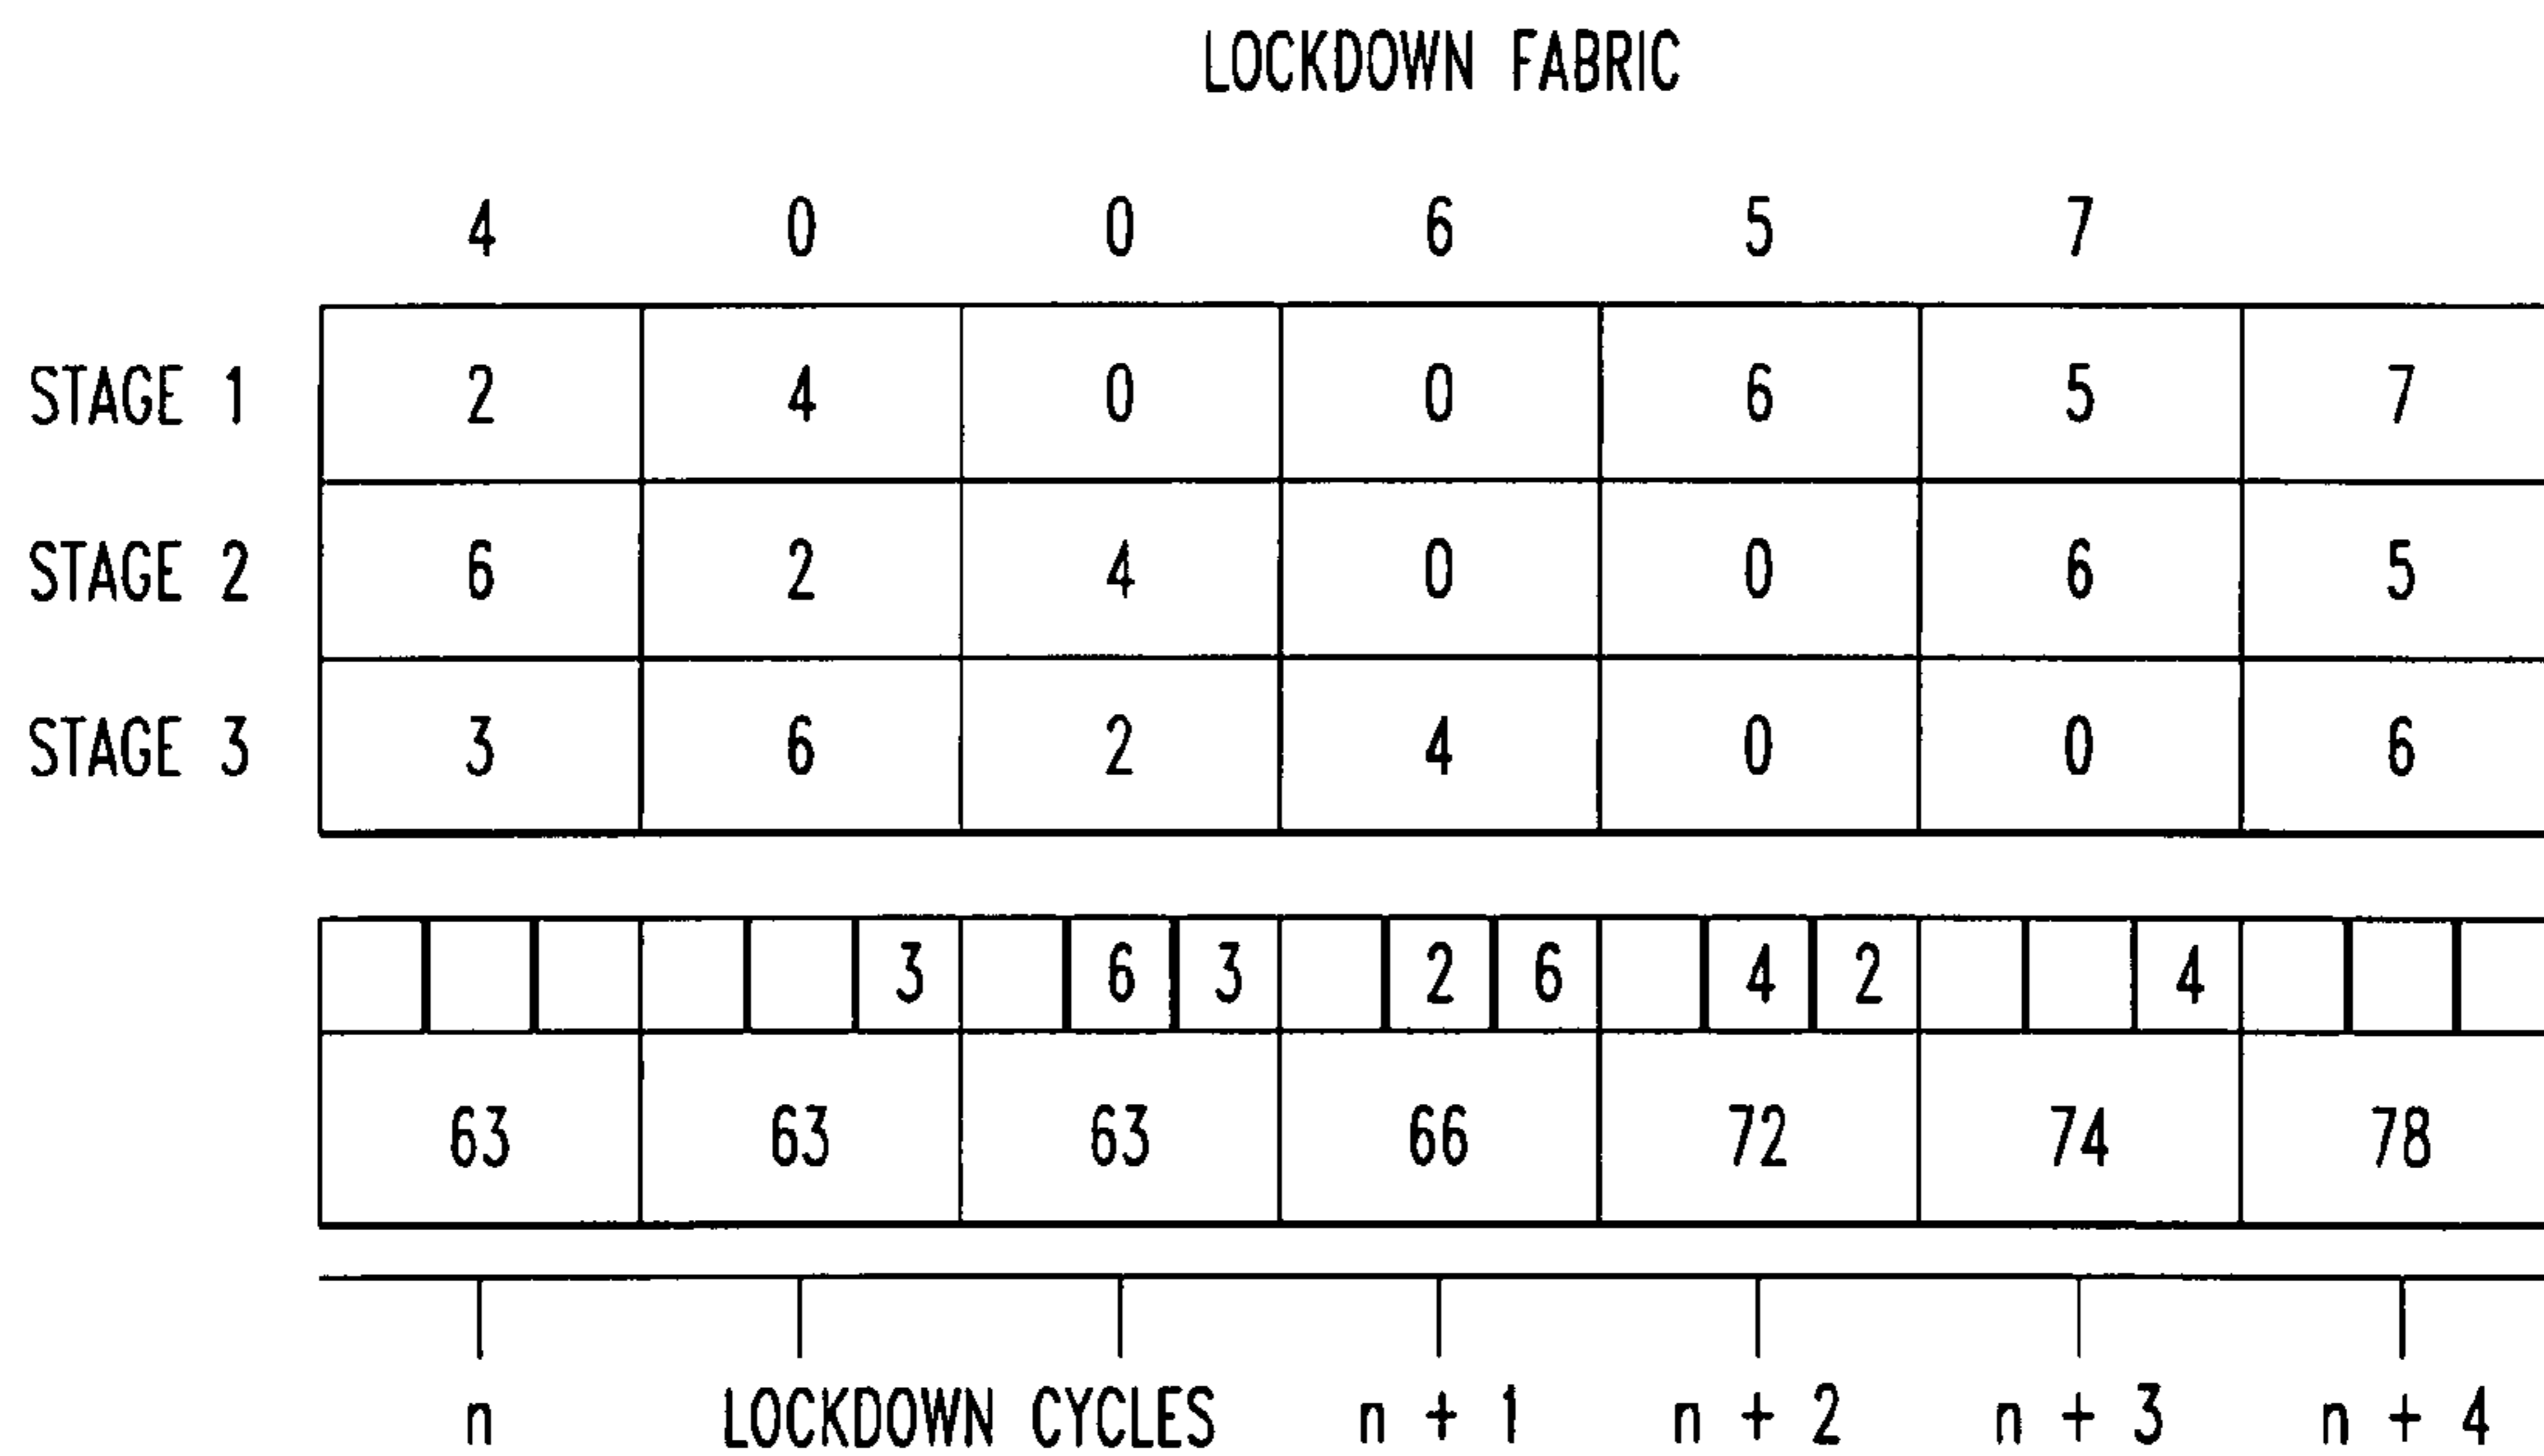 LOCKDOWN FABRIC
4 0 0 6 5 7
STAGE 1 2 4 0 0 6 5 7
STAGE 2 6 2 4 0 0 6 5
STAGE 3 3 6 2 4 0 0 6
3 6 3 2 6 4 2 4
63 63 63 66 72 74 78
n LOCKDOWN CYCLES n + 1 n + 2 n + 3 n + 4